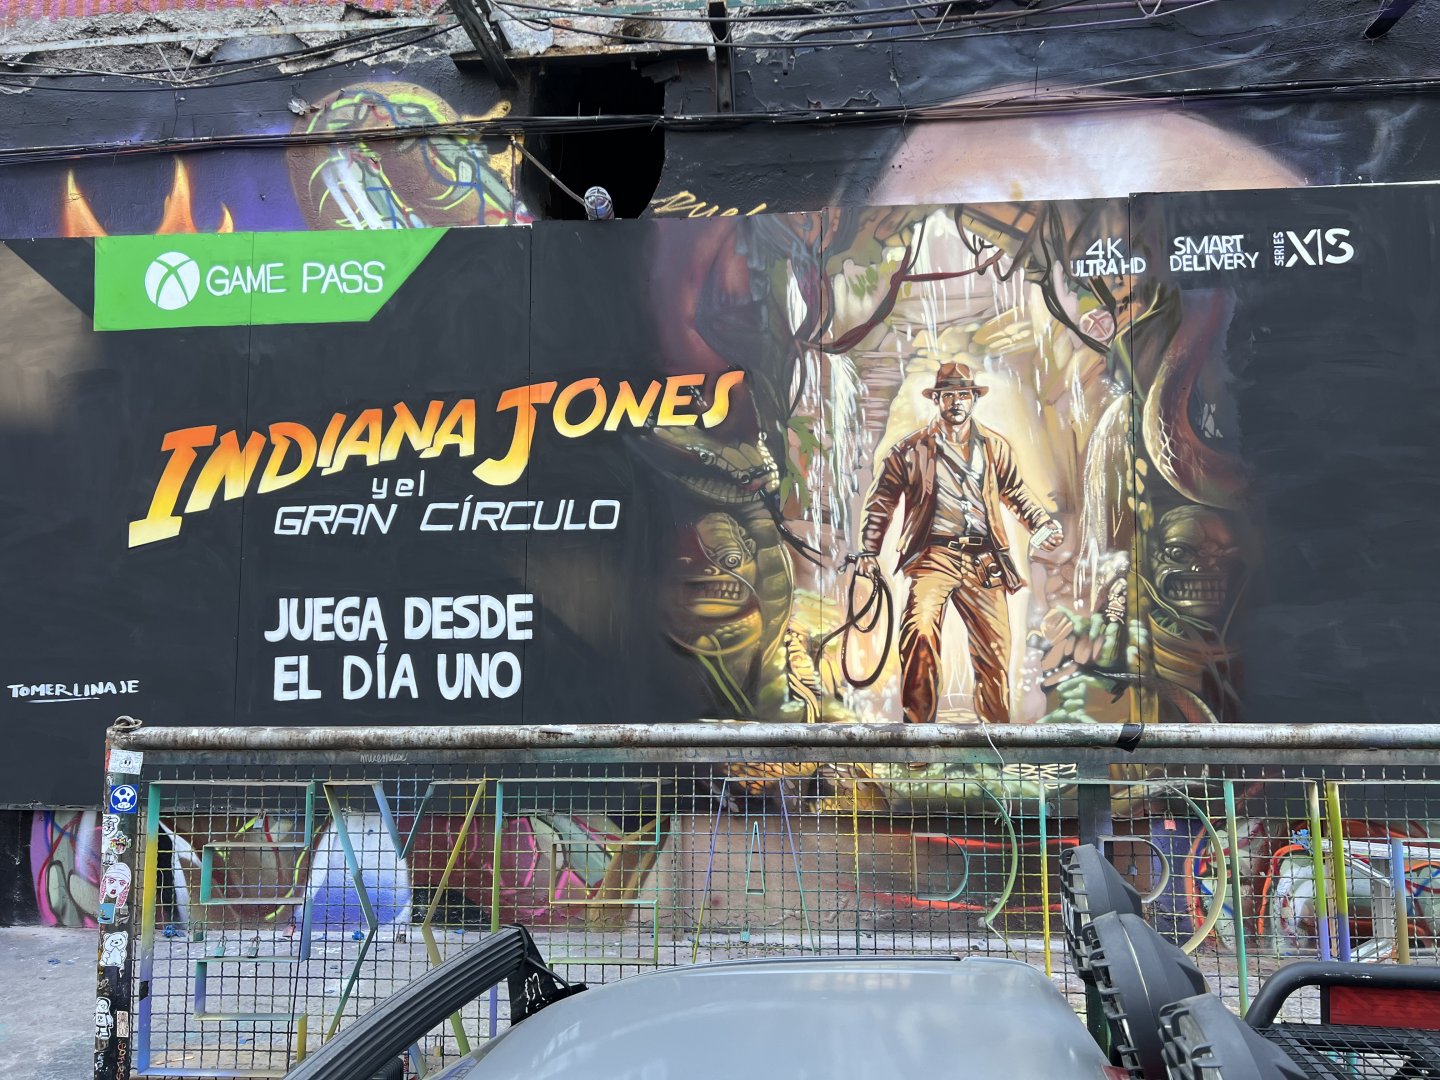 GAME PASS
4K
ULTRA HD
SMART
DELIVERY
SERIES
X|S
INDIANA JONES
y el
GRAN CÍRCULO
JUEGA DESDE
EL DÍA UNO
TOMERLINAJE